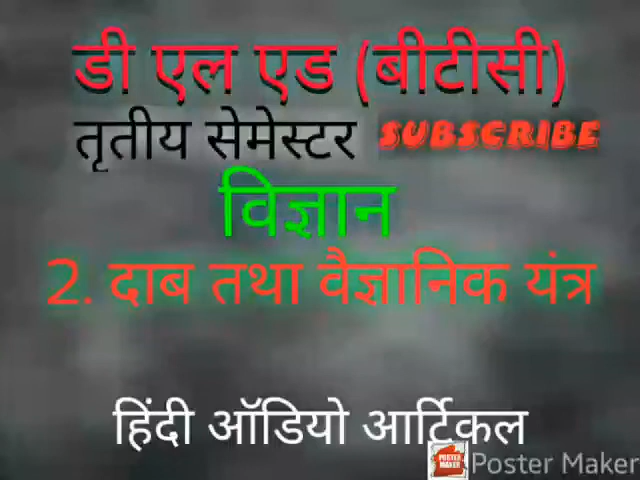 डी एल एड (बीटीसी)
तृतीय सेमेस्टर SUBSCRIBE
विज्ञान
2. दाब तथा वैज्ञानिक यंत्र
हिंदी ऑडियो आर्टिकल
POSTER MAKER Poster Maker